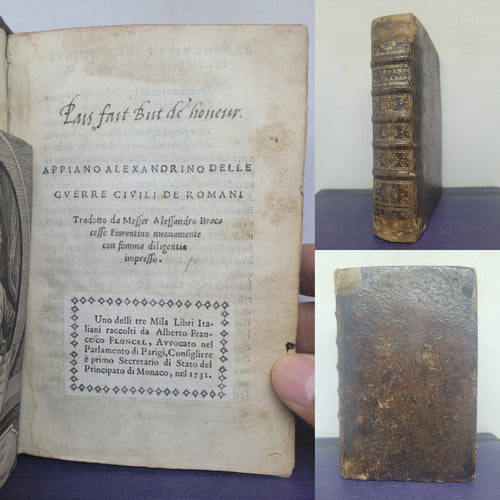 Pais fait But de honeur.
APPIANO ALEXANDRINO DELLE
GVERRE CIVILI DE ROMANI
Tradotto da Messer Alessandro Brac⸗
cesse Fiorentino nuouamente
con somma diligentia
impresso.
Uno delli tre Mila Libri Ita-
liani raccolti da Alberto Fran-
cesco FLONCEL, Avvocato nel
Parlamento di Parigi, Consigliere
è primo Secretario di Stato del
Principato di Monaco, nel 1731.
APPIANO